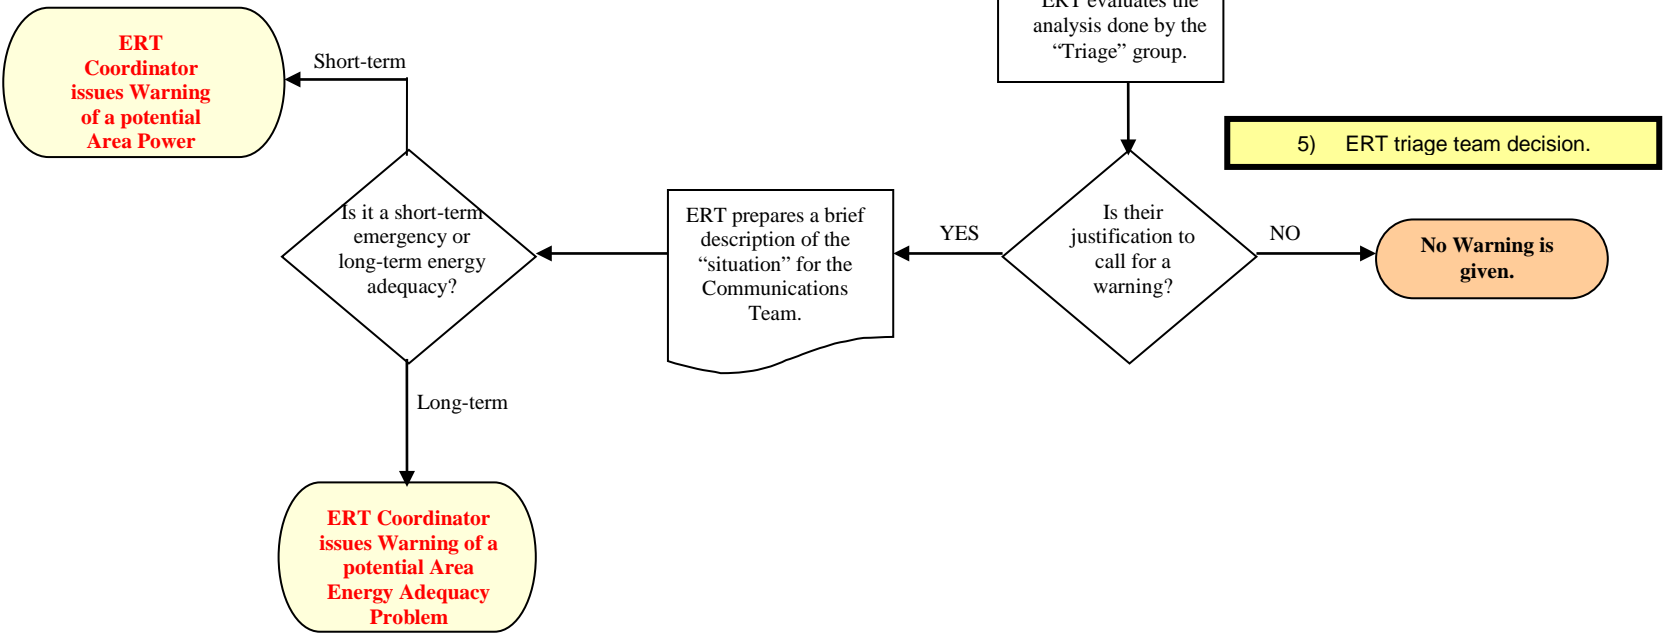 ERT evaluates the
analysis done by the
“Triage” group.
5) ERT triage team decision.
Is their
justification to
call for a
warning?
NO
No Warning is
given.
YES
ERT prepares a brief
description of the
“situation” for the
Communications
Team.
Is it a short-term
emergency or
long-term energy
adequacy?
Short-term
ERT
Coordinator
issues Warning
of a potential
Area Power
Long-term
ERT Coordinator
issues Warning of a
potential Area
Energy Adequacy
Problem